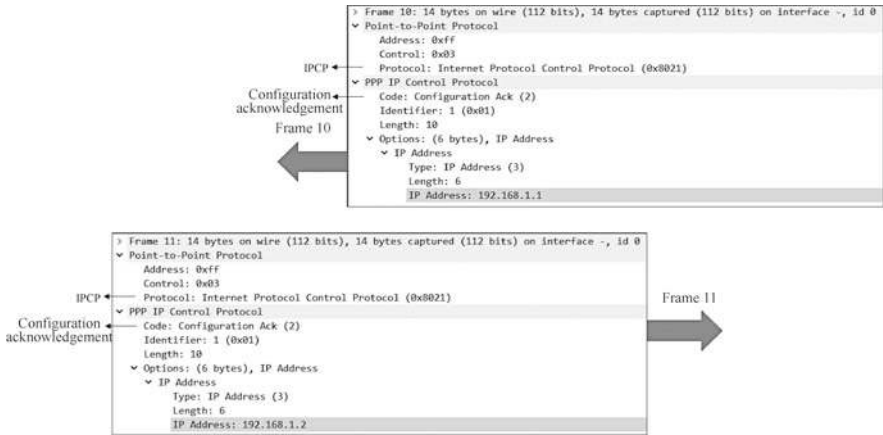 > Frame 10: 14 bytes on wire (112 bits), 14 bytes captured (112 bits) on interface -, id 0
Point-to-Point Protocol
Address: 0xff
Control: 0x03
IPCP
Protocol: Internet Protocol Control Protocol (0x8021)
PPP IP Control Protocol
Configuration acknowledgement
Code: Configuration Ack (2)
Identifier: 1 (0x01)
Length: 10
Frame 10
Options: (6 bytes), IP Address
IP Address
Type: IP Address (3)
Length: 6
IP Address: 192.168.1.1
> Frame 11: 14 bytes on wire (112 bits), 14 bytes captured (112 bits) on interface -, id 0
Point-to-Point Protocol
Address: 0xff
Control: 0x03
IPCP
Protocol: Internet Protocol Control Protocol (0x8021)
Frame 11
PPP IP Control Protocol
Configuration acknowledgement
Code: Configuration Ack (2)
Identifier: 1 (0x01)
Length: 10
Options: (6 bytes), IP Address
IP Address
Type: IP Address (3)
Length: 6
IP Address: 192.168.1.2